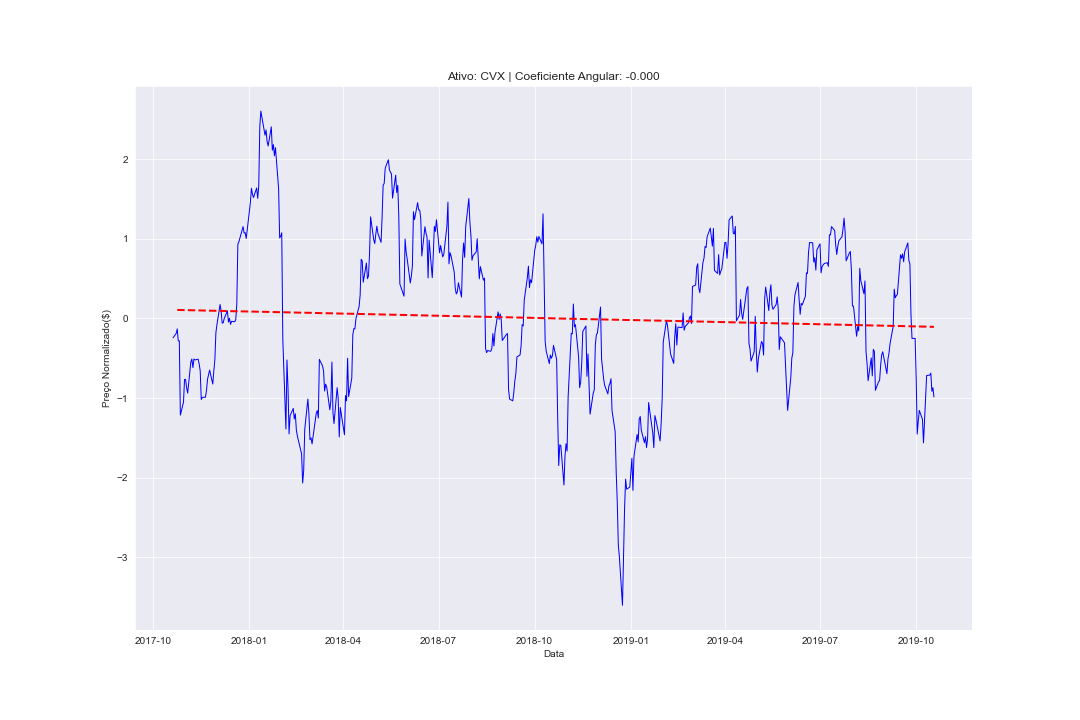 Ativo: CVX | Coeficiente Angular: -0.000
Preço Normalizado($)
2
1
0
−1
−2
−3
2017-10 2018-01 2018-04 2018-07 2018-10 2019-01 2019-04 2019-07 2019-10
Data